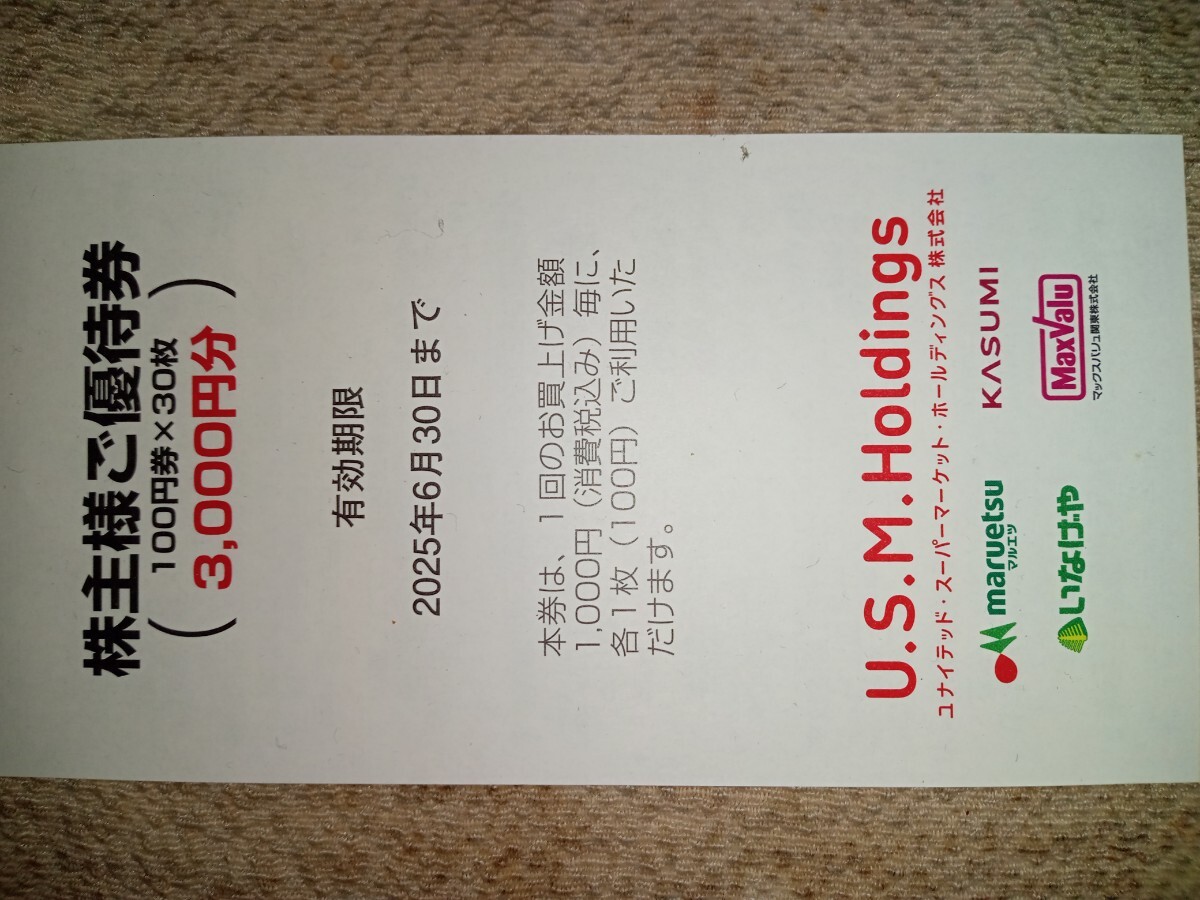 株主様ご優待券
100円券×30枚
(3,000円分)
有効期限
2025年6月30日まで
本券は、1回のお買上げ金額
1,000円（消費税込み）毎に、
各1枚（100円）ご利用いた
だけます。
U.S.M.Holdings
ユナイテッド・スーパーマーケット・ホールディングス 株式会社
maruetsu
マルエツ
KASUMI
いなげや
MaxValu
マックスバリュ関東株式会社